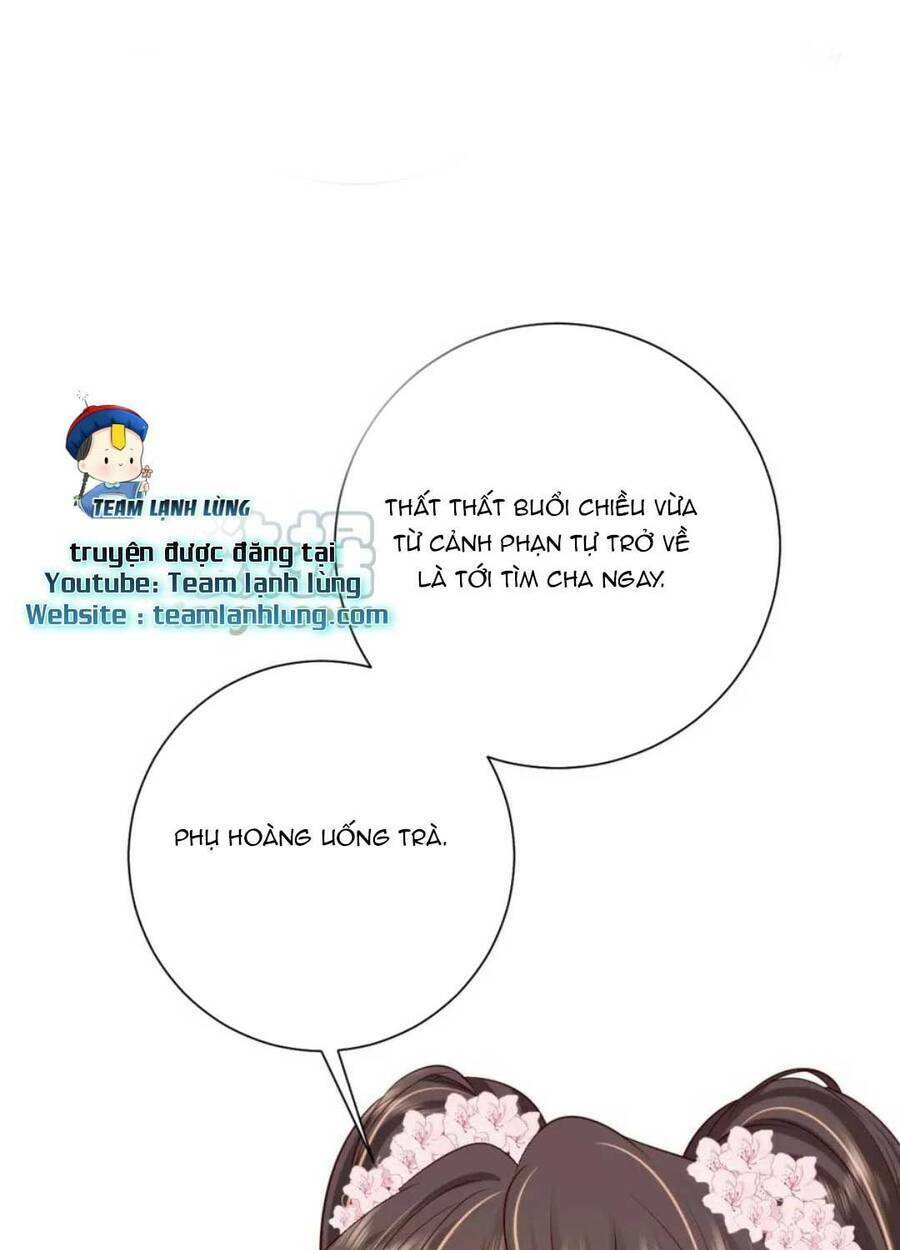 TEAM LẠNH LÙNG
truyện được đăng tại
Youtube: Team lạnh lùng
Website : teamlanhlung.com
THẤT THẤT BUỔI CHIỀU VỪA
TỪ CẢNH PHẠN TỰ TRỞ VỀ
LÀ TỚI TÌM CHA NGAY.
PHỤ HOÀNG UỐNG TRÀ.